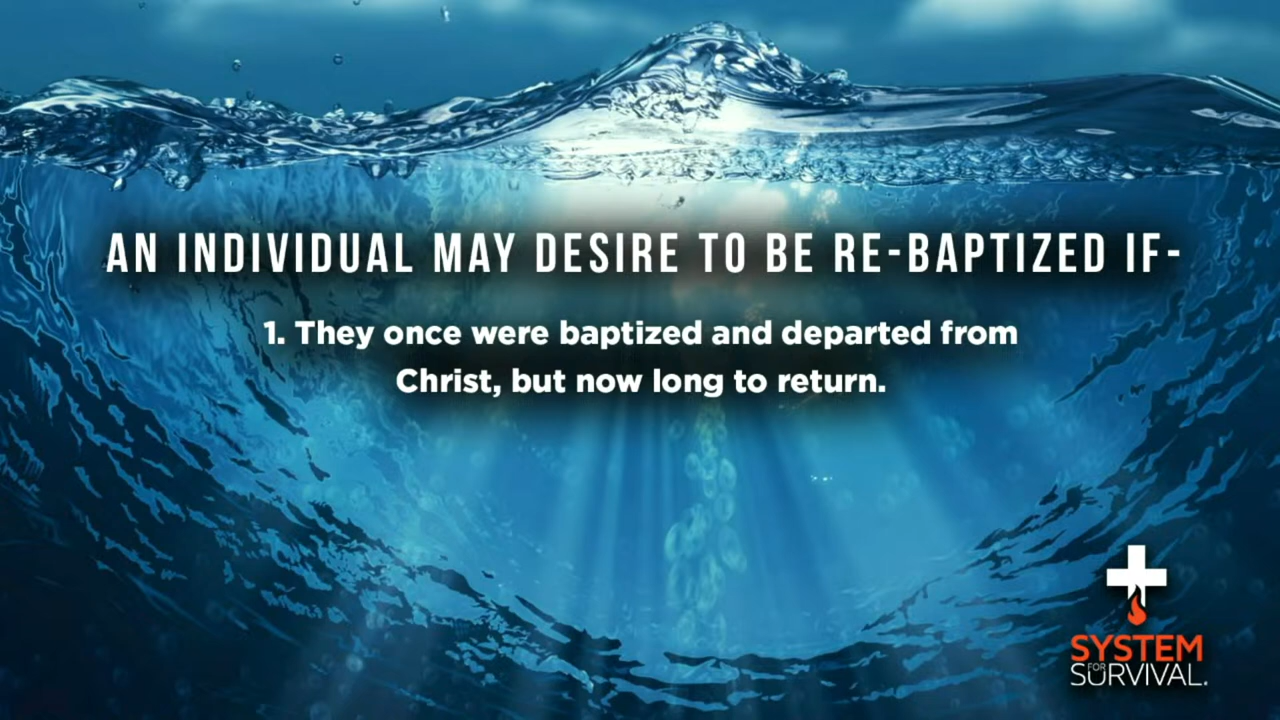 AN INDIVIDUAL MAY DESIRE TO BE RE-BAPTIZED IF-
1. They once were baptized and departed from
Christ, but now long to return.
SYSTEM
FOR
SURVIVAL.